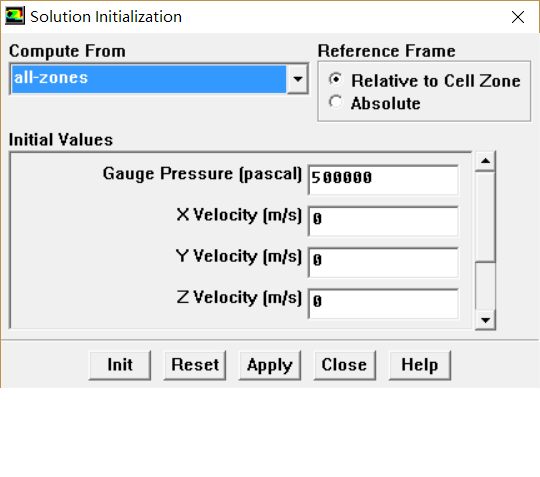 Solution Initialization
Compute From
all-zones
Reference Frame
Relative to Cell Zone
Absolute
Initial Values
Gauge Pressure (pascal) 500000
X Velocity (m/s) 0
Y Velocity (m/s) 0
Z Velocity (m/s) 0
Init Reset Apply Close Help